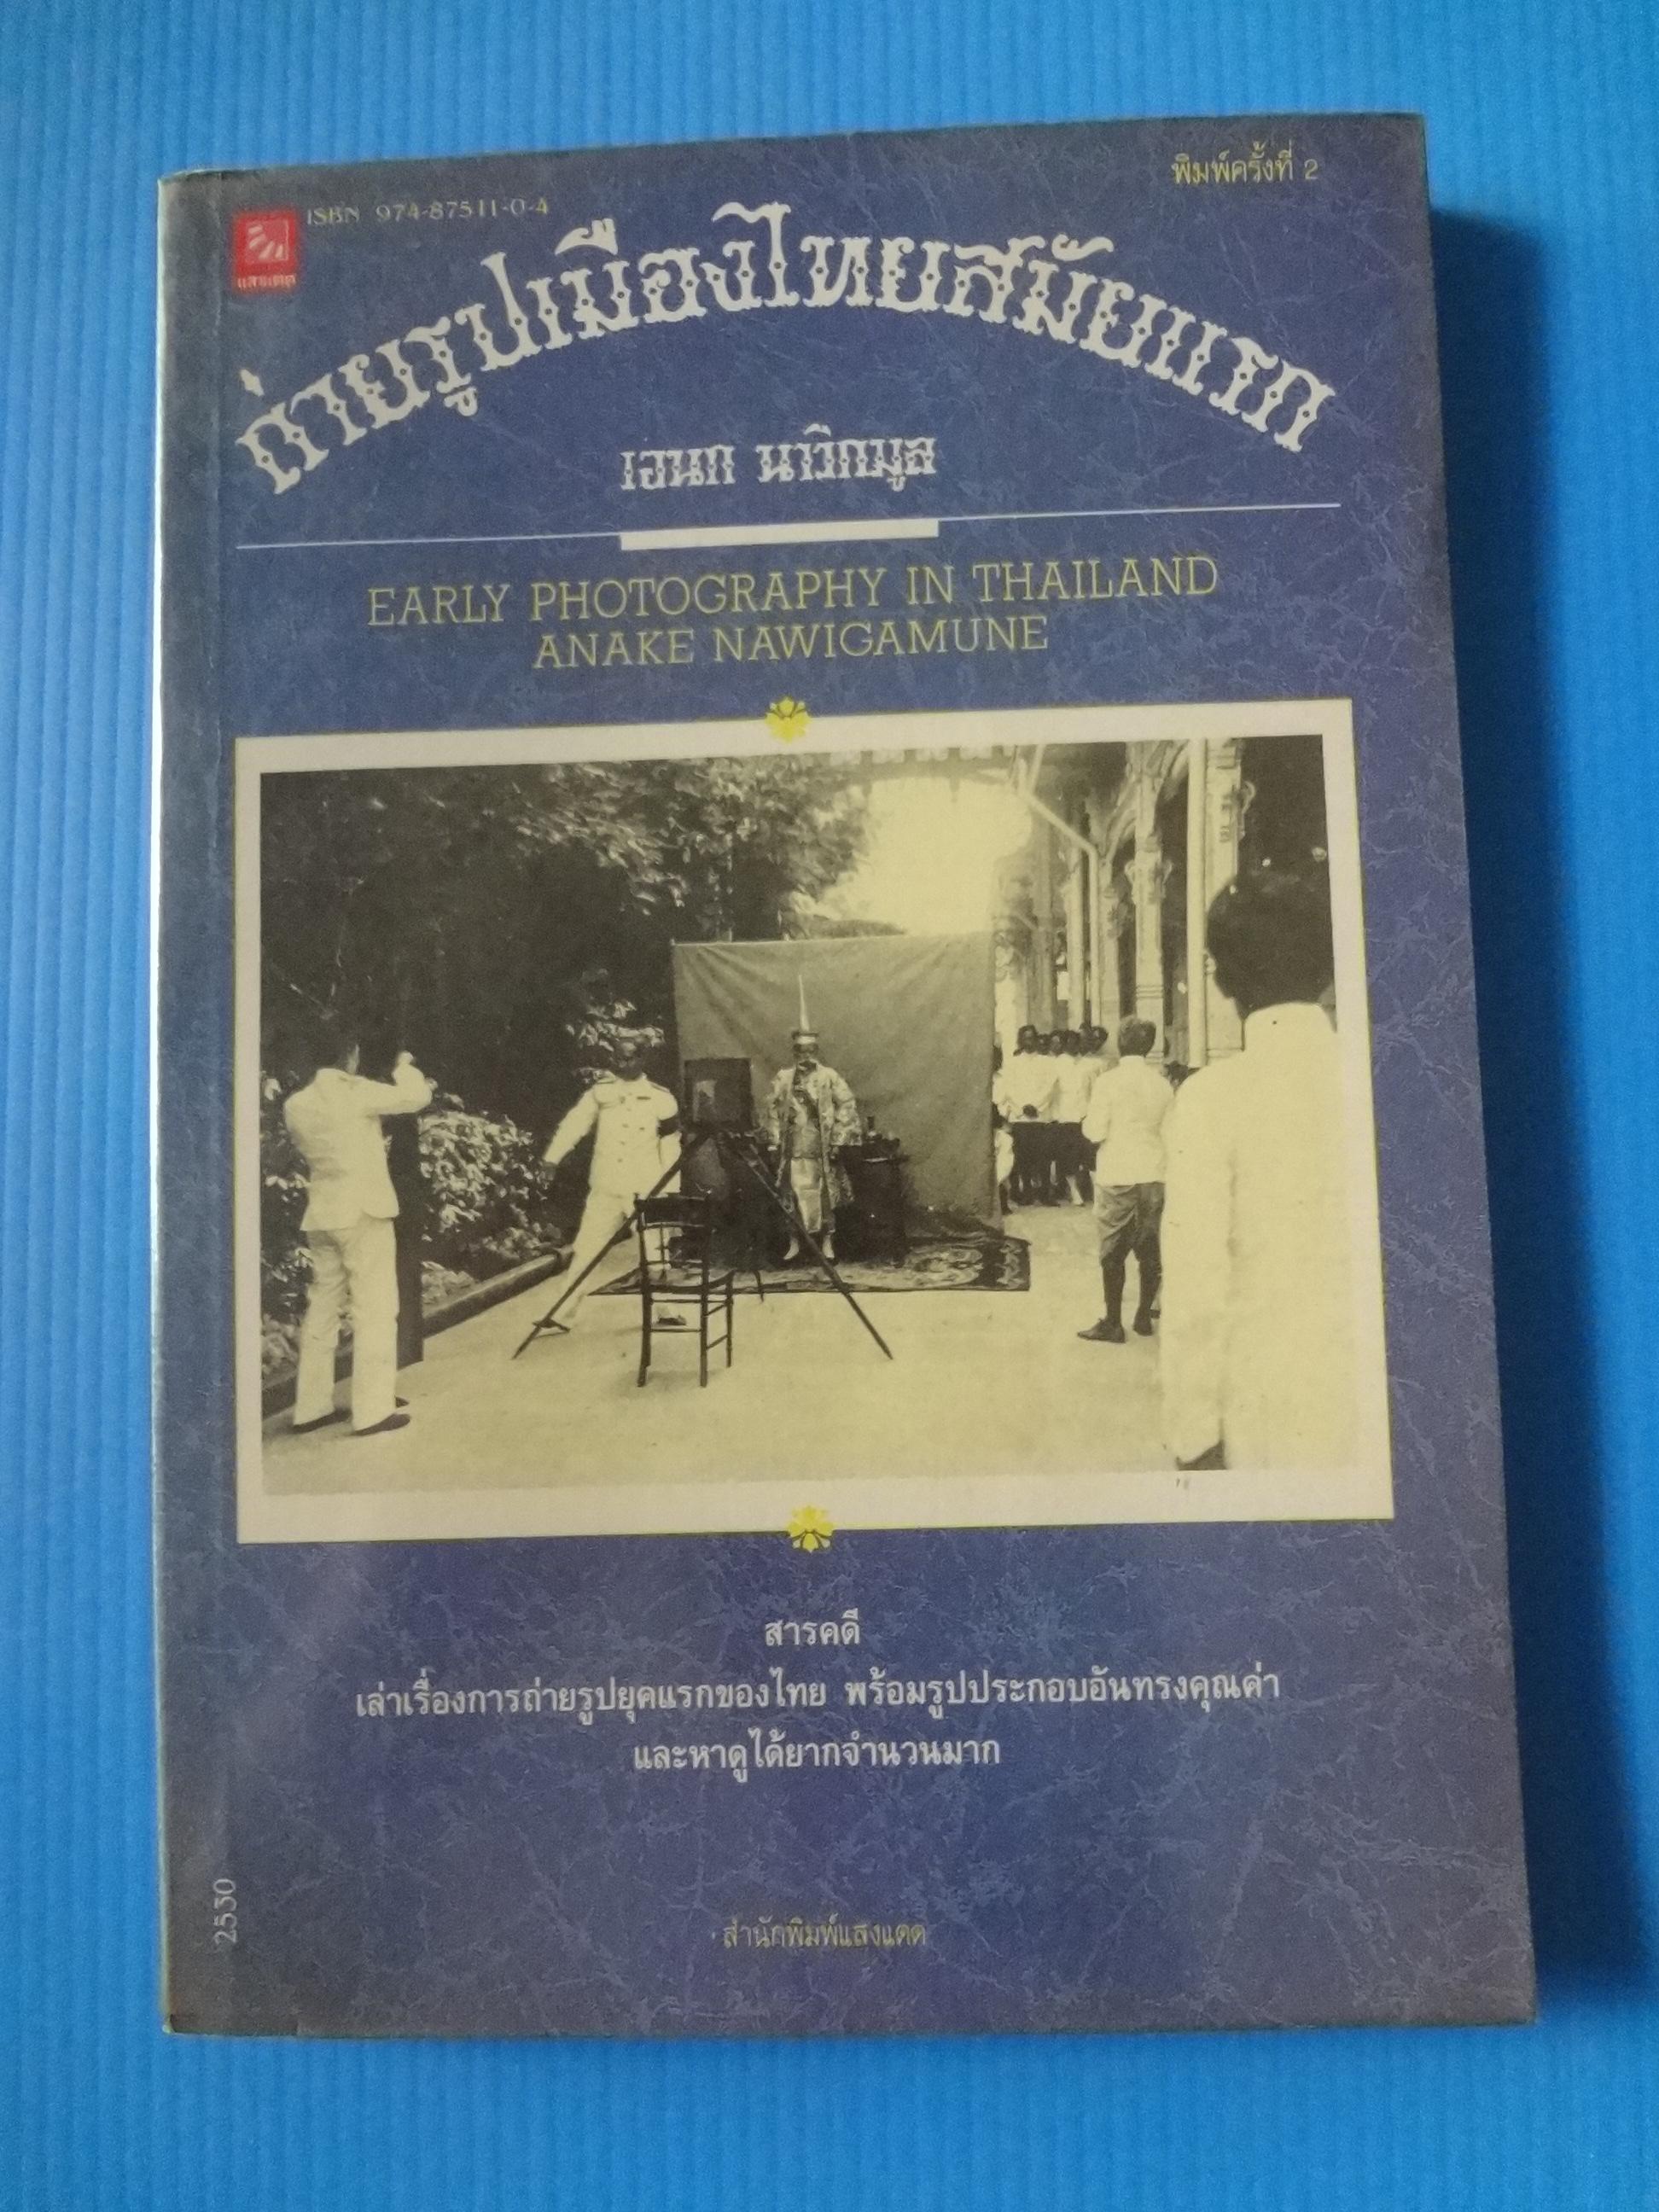 พิมพ์ครั้งที่ 2
ISBN 974-87511-0-4
แสงแดด
ถ่ายรูปเมืองไทยสมัยแรก
เอนก นาวิกมูล
EARLY PHOTOGRAPHY IN THAILAND
ANAKE NAWIGAMUNE
สารคดี
เล่าเรื่องการถ่ายรูปยุคแรกของไทย พร้อมรูปประกอบอันทรงคุณค่า
และหาดูได้ยากจำนวนมาก
2530
สำนักพิมพ์แสงแดด